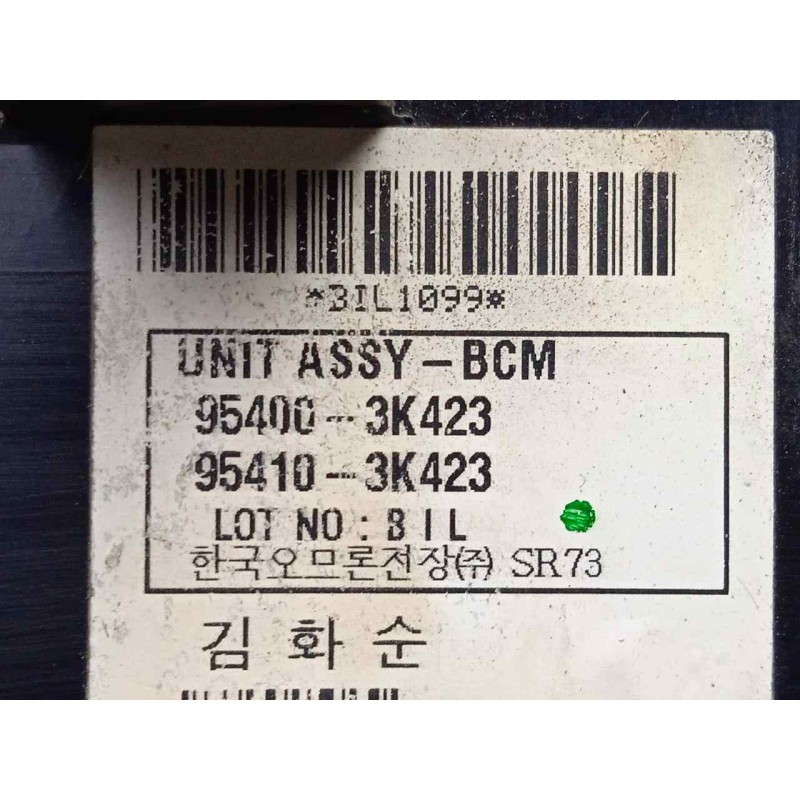 *3IL1099*
UNIT ASSY-BCM
95400-3K423
95410-3K423
LOT NO : B I L
한국오므론전장(주) SR73
김 화 순